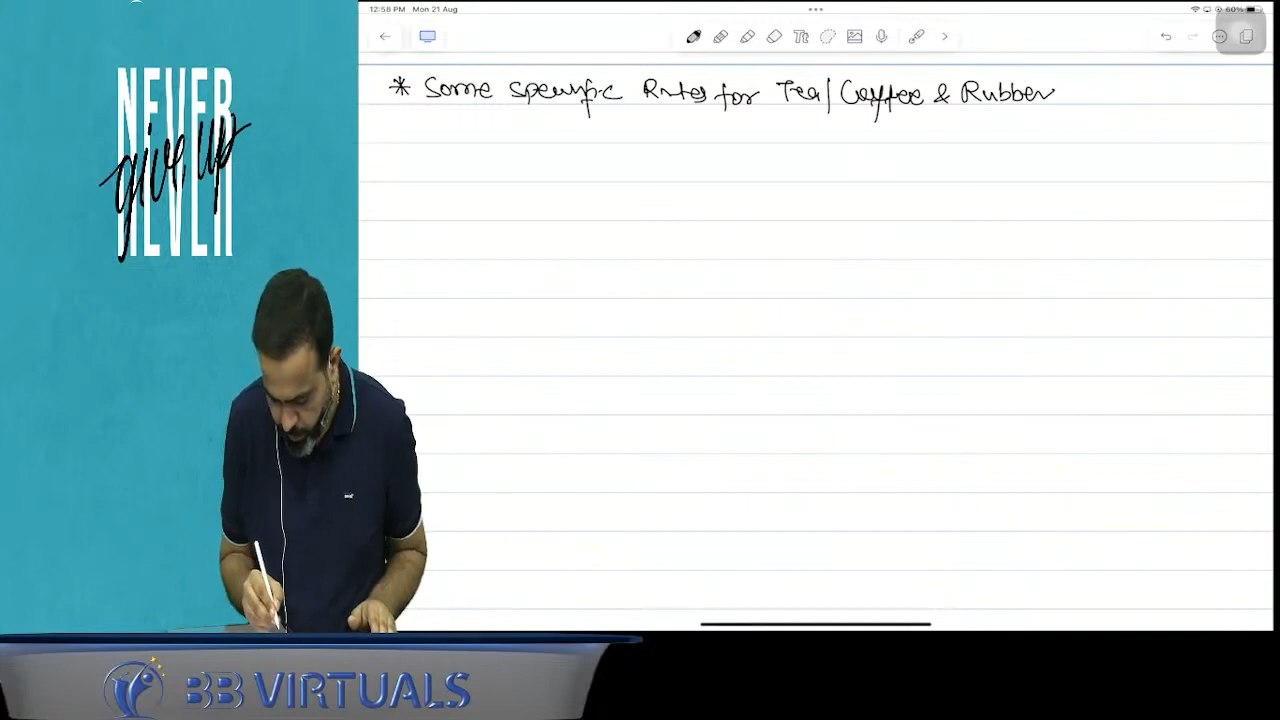 12:58 PM Mon 21 Aug
60%
NEVER
give up
NEVER
* Some specific Rates for Tea/Coffee & Rubber
BB VIRTUALS